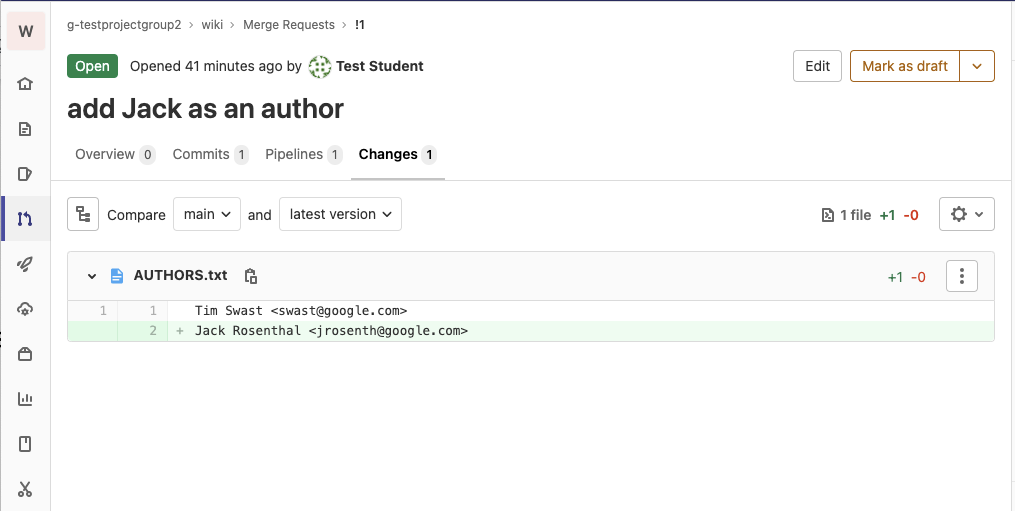 W
g-testprojectgroup2 › wiki › Merge Requests › !1
Open Opened 41 minutes ago by Test Student
Edit Mark as draft
add Jack as an author
Overview 0 Commits 1 Pipelines 1 Changes 1
Compare main and latest version 1 file +1 -0
AUTHORS.txt +1 -0
1 1 Tim Swast <swast@google.com>
2 + Jack Rosenthal <jrosenth@google.com>